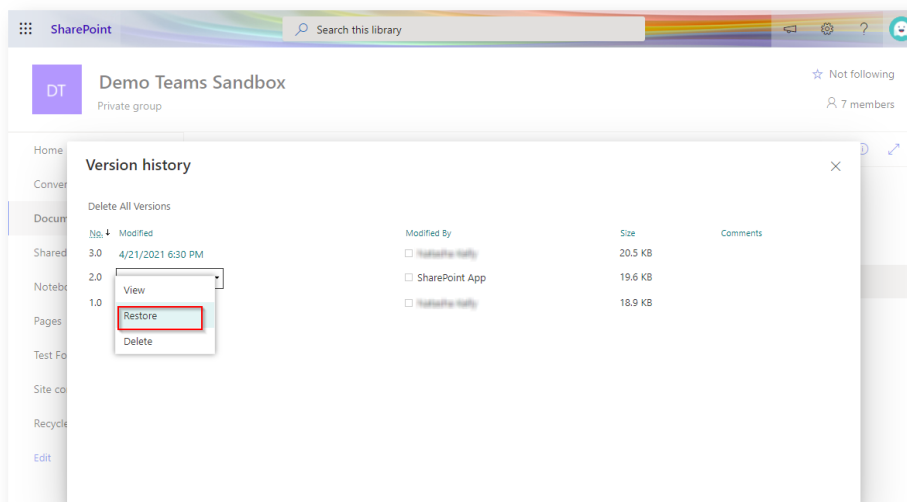 SharePoint
Search this library
?
DT
Demo Teams Sandbox
Private group
Not following
7 members
Home
Version history
Conver
Delete All Versions
Docum
No. Modified Modified By Size Comments
Shared
3.0 4/21/2021 6:30 PM 20.5 KB
2.0 SharePoint App 19.6 KB
Notebo
View
1.0 18.9 KB
Restore
Pages
Delete
Test Fo
Site co
Recycle
Edit